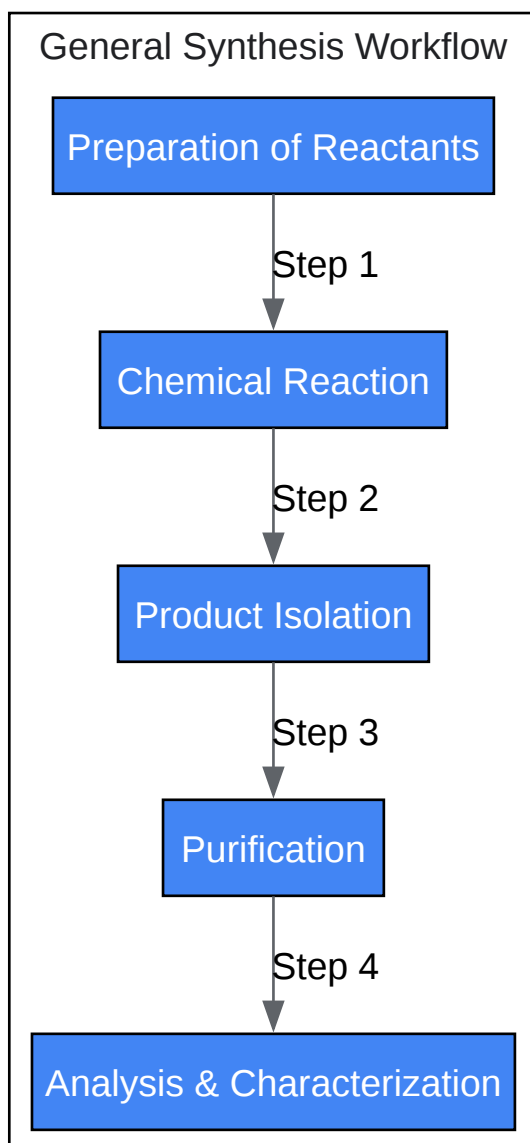 General Synthesis Workflow
Preparation of Reactants
Step 1
Chemical Reaction
Step 2
Product Isolation
Step 3
Purification
Step 4
Analysis & Characterization